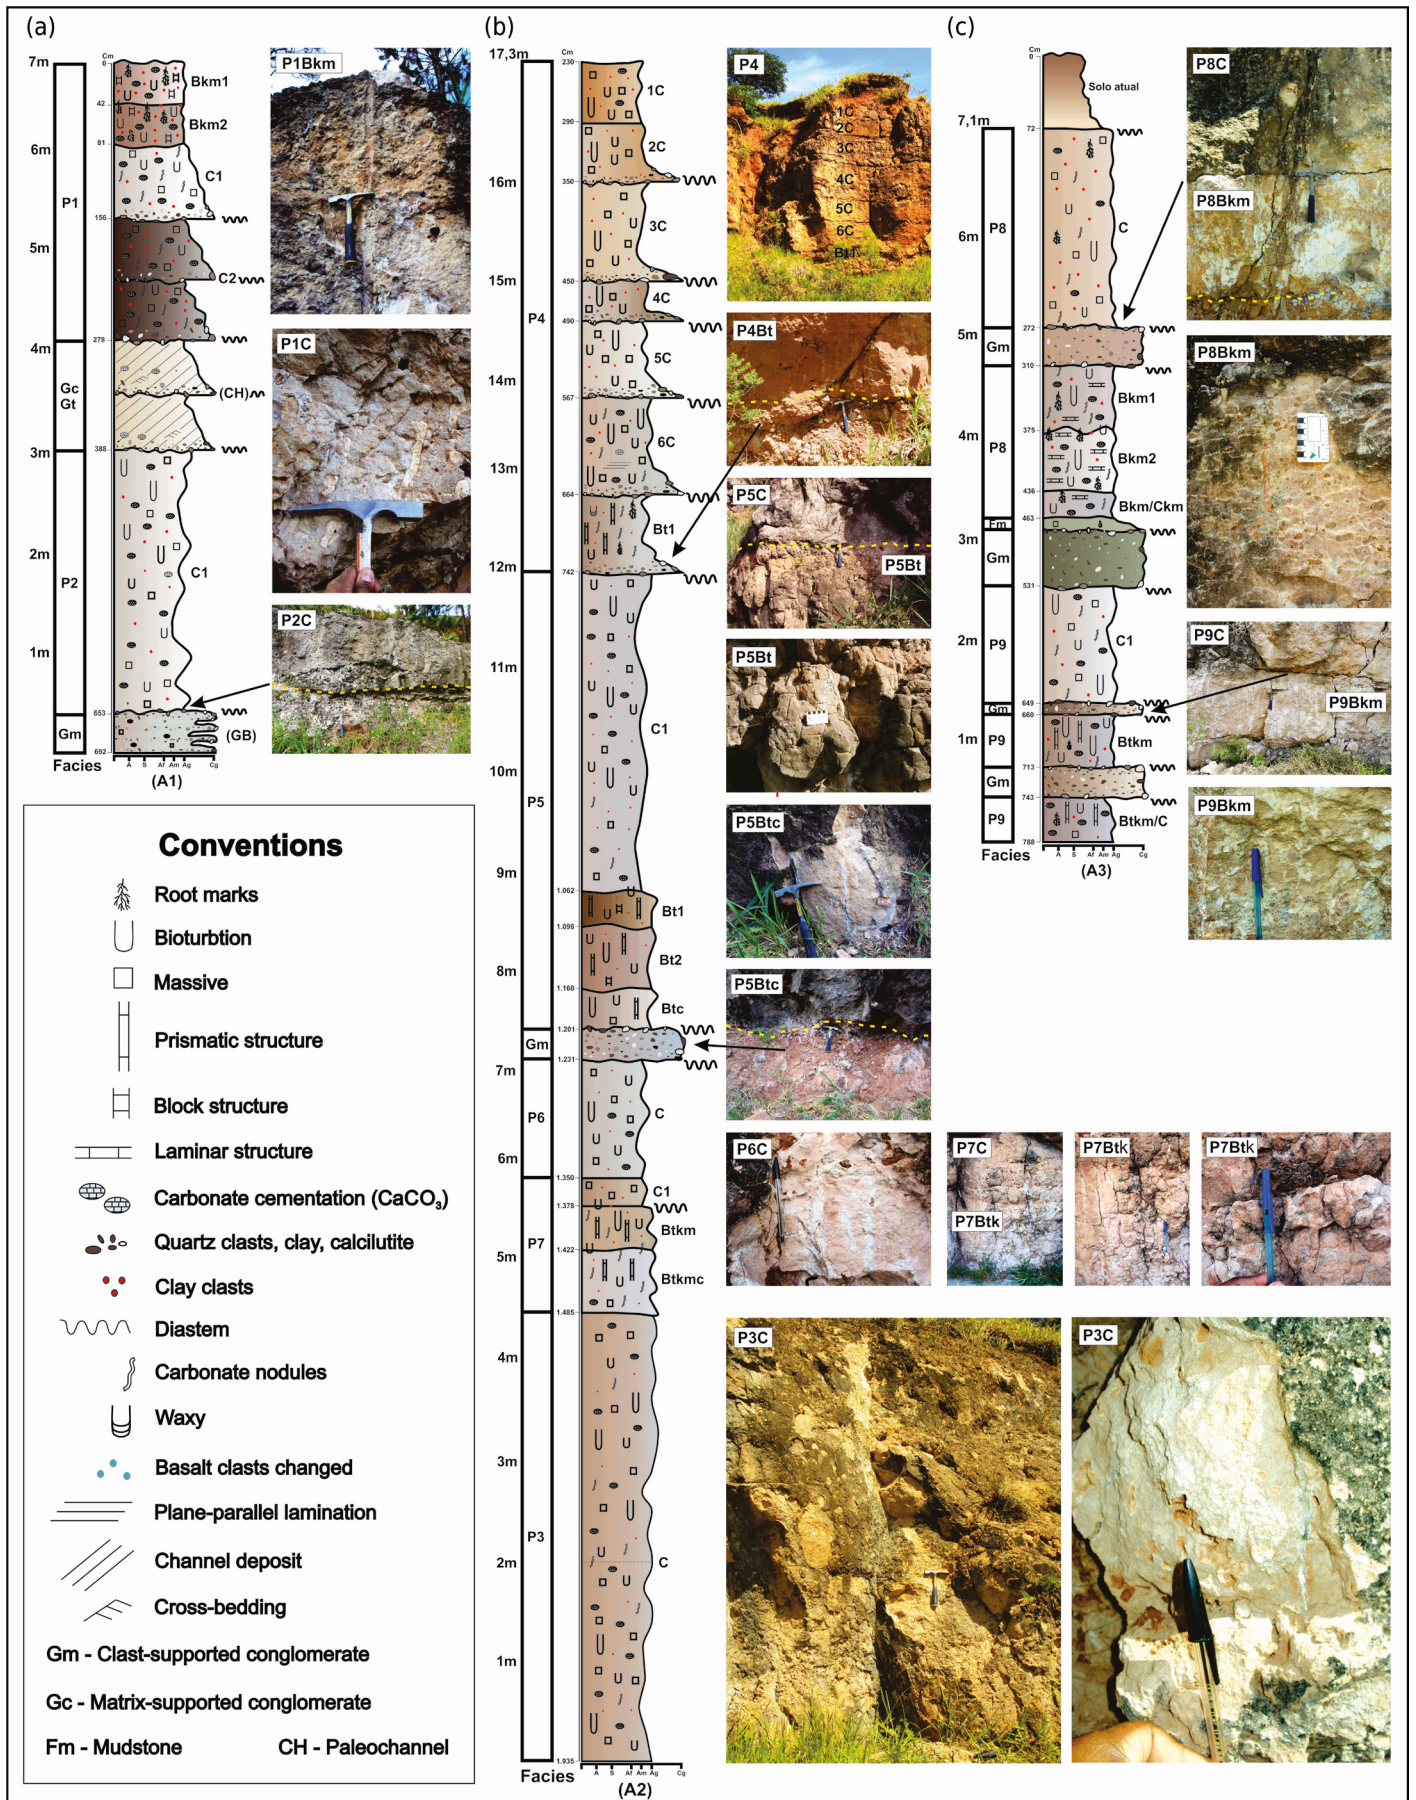 (a)
7m
6m
5m
4m
3m
2m
1m
P1
Gc
Gt
P2
Gm
Facies
Cm
0
42
81
156
278
388
653
692
Bkm1
Bkm2
C1
C2
(CH)
C1
(GB)
A S Af Am Ag Cg
(A1)
P1Bkm
P1C
P2C
Conventions
Root marks
Bioturbtion
Massive
Prismatic structure
Block structure
Laminar structure
Carbonate cementation (CaCO₃)
Quartz clasts, clay, calcilutite
Clay clasts
Diastem
Carbonate nodules
Waxy
Basalt clasts changed
Plane-parallel lamination
Channel deposit
Cross-bedding
Gm - Clast-supported conglomerate
Gc - Matrix-supported conglomerate
Fm - Mudstone
CH - Paleochannel
(b)
17,3m
16m
15m
14m
13m
12m
11m
10m
9m
8m
7m
6m
5m
4m
3m
2m
1m
P4
P5
Gm
P6
P7
P3
Facies
Cm
230
290
350
450
490
567
664
742
1.062
1.098
1.160
1.201
1.231
1.350
1.378
1.422
1.485
1.935
1C
2C
3C
4C
5C
6C
Bt1
C1
Bt1
Bt2
Btc
C
C1
Btkm
Btkmc
C
A S Af Am Ag Cg
(A2)
P4
1C
2C
3C
4C
5C
6C
Bt1
P4Bt
P5C
P5Bt
P5Bt
P5Btc
P5Btc
P6C
P7C
P7Btk
P7Btk
P7Btk
P3C
P3C
(c)
7,1m
6m
5m
4m
3m
2m
1m
P8
Gm
P8
Fm
Gm
P9
Gm
P9
Gm
P9
Facies
Cm
0
72
272
310
375
436
463
531
649
660
713
743
788
Solo atual
C
Bkm1
Bkm2
Bkm/Ckm
C1
Btkm
Btkm/C
A S Af Am Ag Cg
(A3)
P8C
P8Bkm
P8Bkm
P9C
P9Bkm
P9Bkm